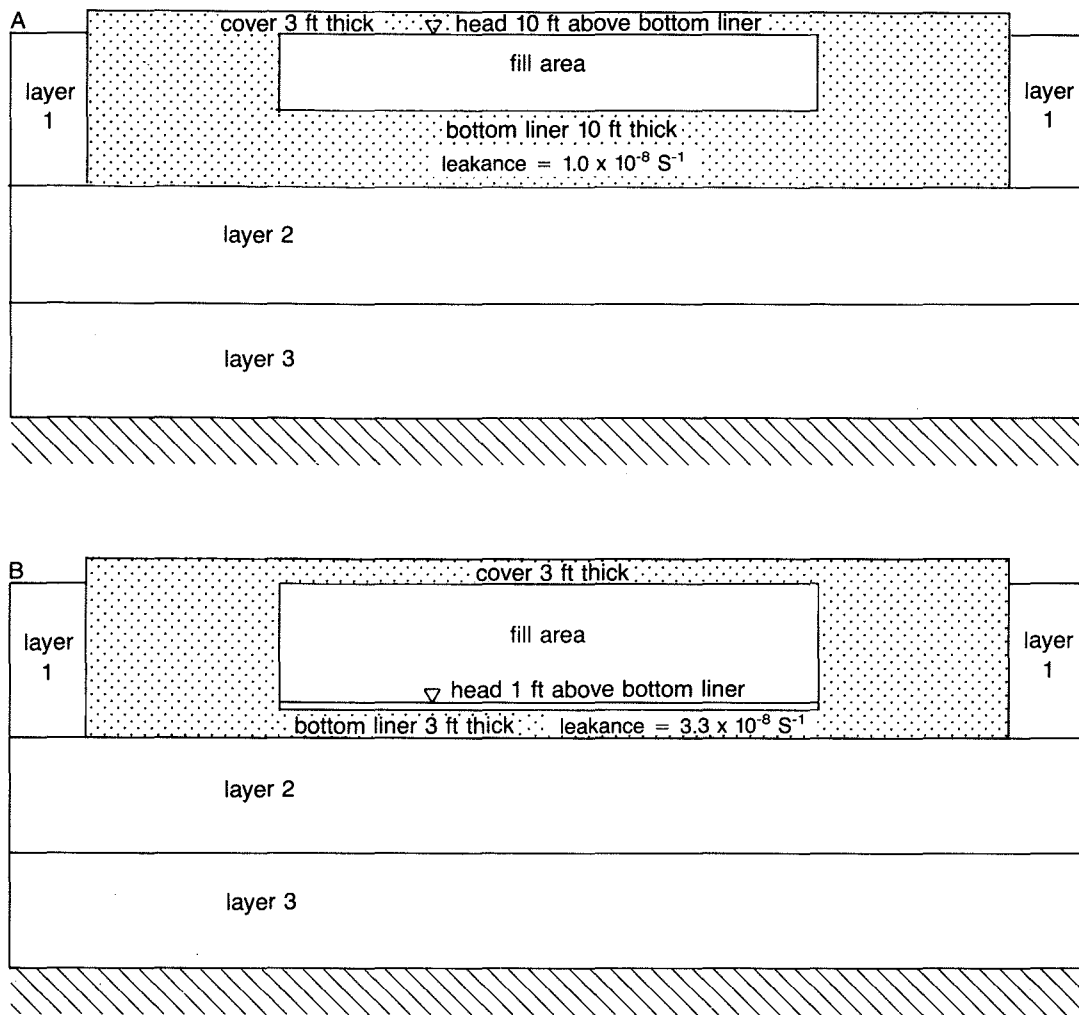 A
cover 3 ft thick ▽ head 10 ft above bottom liner
fill area
layer
1
layer
1
bottom liner 10 ft thick
leakance = 1.0 x 10⁻⁸ S⁻¹
layer 2
layer 3
B
cover 3 ft thick
fill area
layer
1
layer
1
▽ head 1 ft above bottom liner
bottom liner 3 ft thick leakance = 3.3 x 10⁻⁸ S⁻¹
layer 2
layer 3